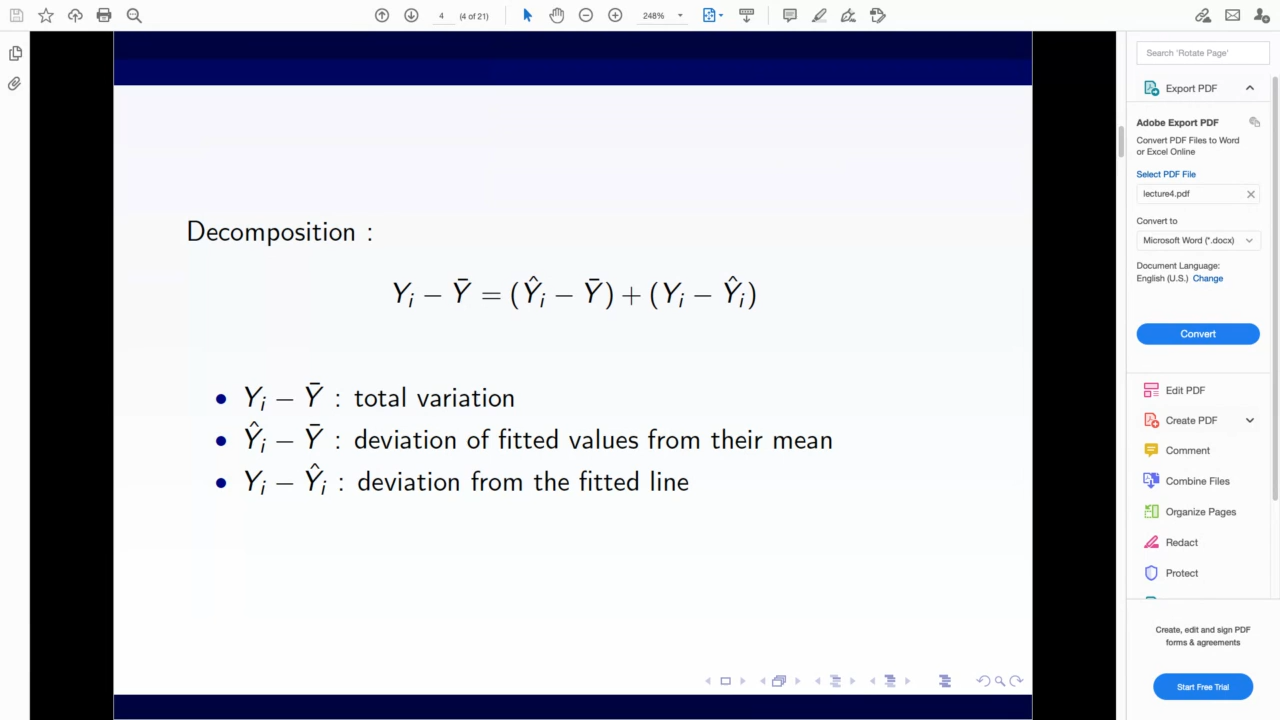 4 (4 of 21) 248%
Search 'Rotate Page'
Export PDF
Adobe Export PDF
Convert PDF Files to Word
or Excel Online
Select PDF File
lecture4.pdf
Convert to
Microsoft Word (*.docx)
Document Language:
English (U.S.) Change
Convert
Edit PDF
Create PDF
Comment
Combine Files
Organize Pages
Redact
Protect
Create, edit and sign PDF
forms & agreements
Start Free Trial
Decomposition :
Yᵢ − Ȳ = (Ŷᵢ − Ȳ) + (Yᵢ − Ŷᵢ)
• Yᵢ − Ȳ : total variation
• Ŷᵢ − Ȳ : deviation of fitted values from their mean
• Yᵢ − Ŷᵢ : deviation from the fitted line